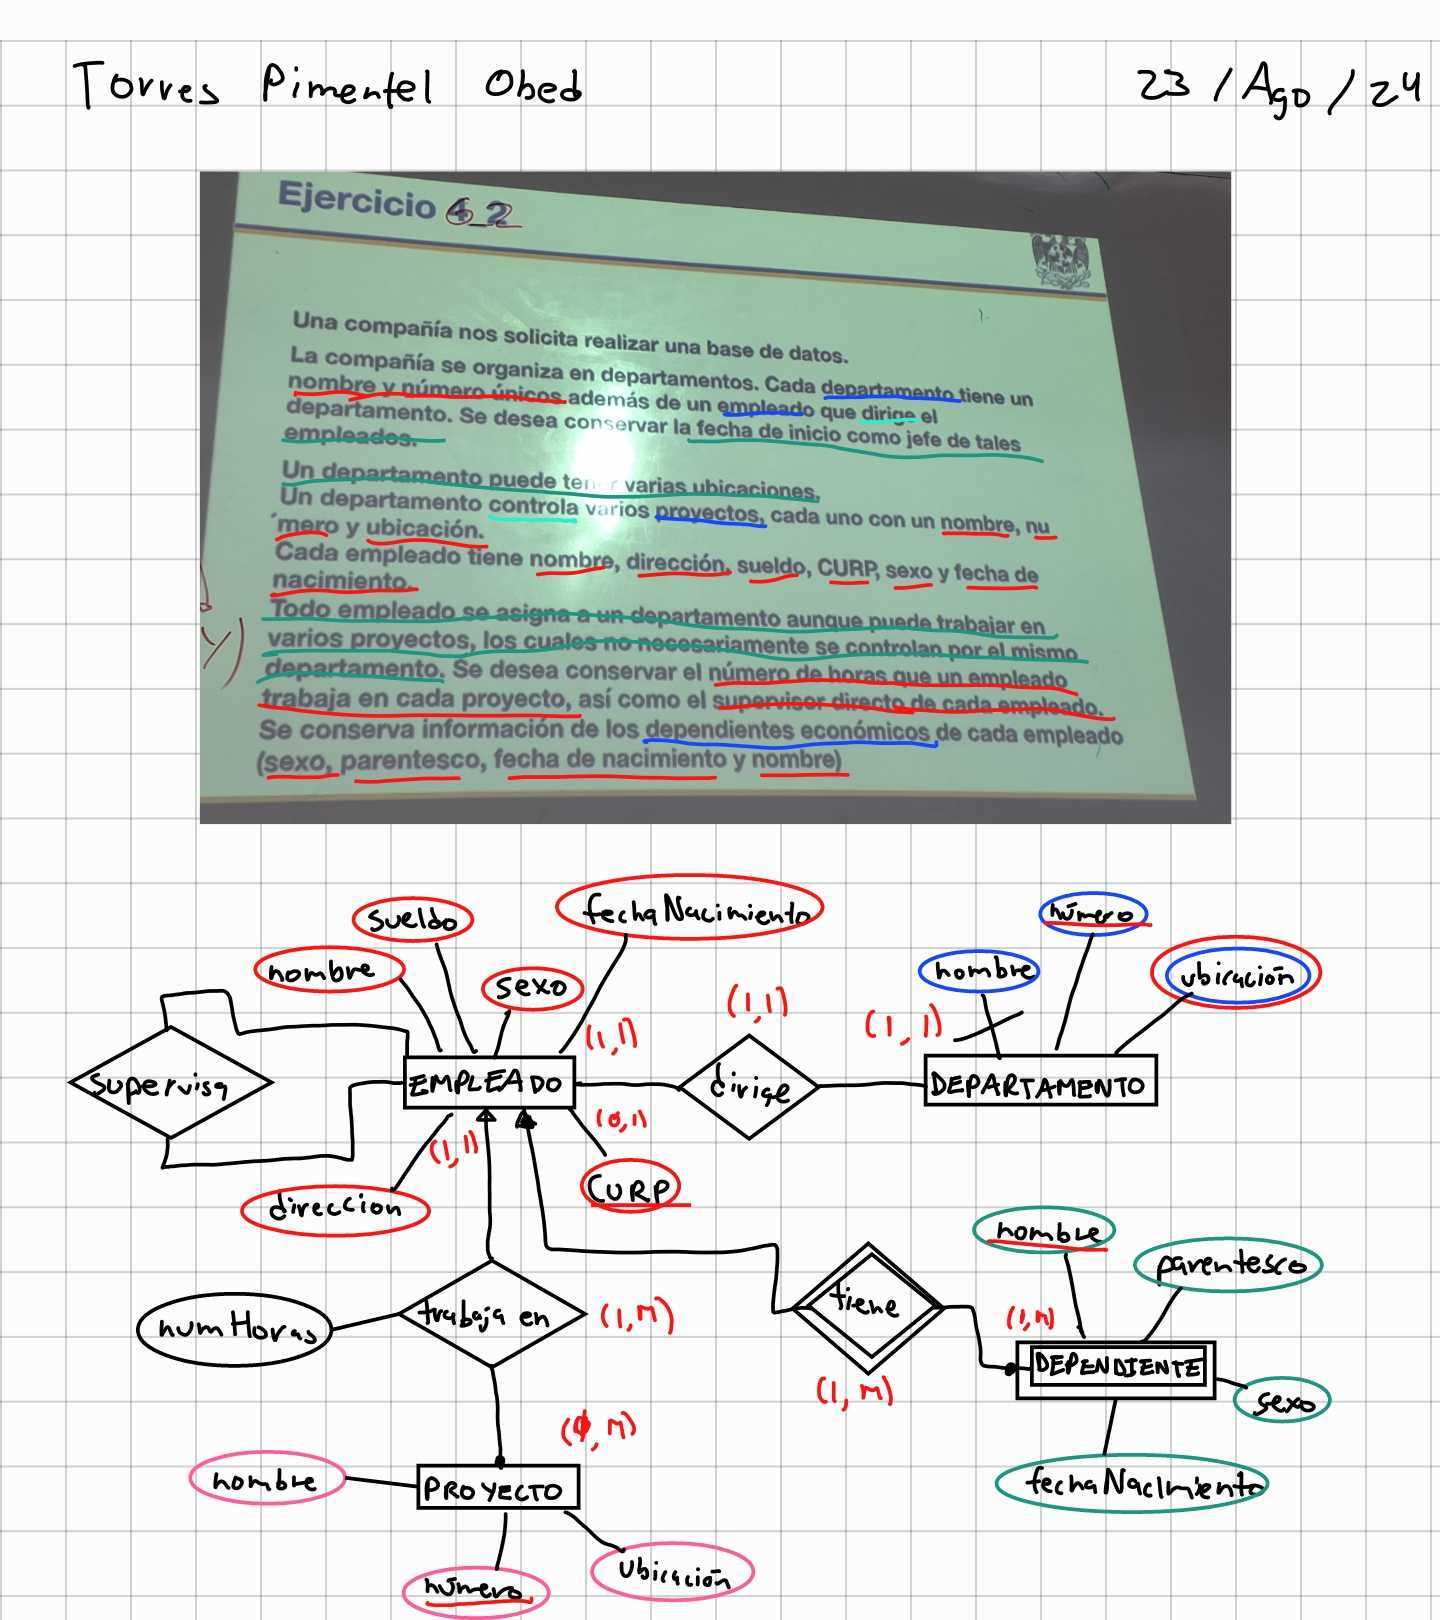 Torres Pimentel Obed 23/Ago/24
Ejercicio 6_2
Una compañía nos solicita realizar una base de datos.
La compañía se organiza en departamentos. Cada departamento tiene un
nombre y número únicos además de un empleado que dirige el
departamento. Se desea conservar la fecha de inicio como jefe de tales
empleados.
Un departamento puede tener varias ubicaciones.
Un departamento controla varios proyectos, cada uno con un nombre, nu
´mero y ubicación.
Cada empleado tiene nombre, dirección, sueldo, CURP, sexo y fecha de
nacimiento.
Todo empleado se asigna a un departamento aunque puede trabajar en
varios proyectos, los cuales no necesariamente se controlan por el mismo
departamento. Se desea conservar el número de horas que un empleado
trabaja en cada proyecto, así como el supervisor directo de cada empleado.
Se conserva información de los dependientes económicos de cada empleado
(sexo, parentesco, fecha de nacimiento y nombre)
sueldo
fechaNacimiento
número
nombre
sexo
nombre
ubicación
(1,1)
(1,1)
(1,1)
supervisa
EMPLEADO
dirige
DEPARTAMENTO
(1,1)
(0,1)
direccion
CURP
nombre
parentesco
numHoras
trabaja en
(1,M)
tiene
(1,M)
DEPENDIENTE
(1,M)
sexo
(0,M)
nombre
PROYECTO
fechaNacImiento
número
Ubicación